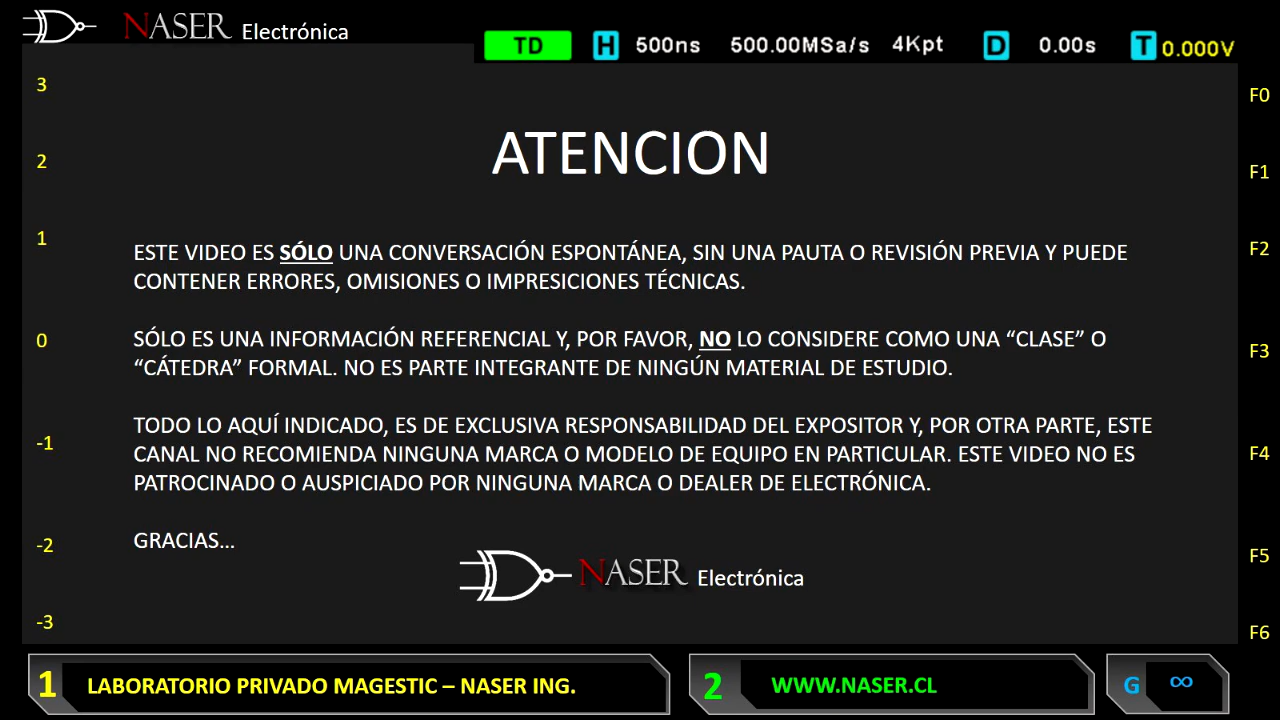 NASER Electrónica
TD H 500ns 500.00MSa/s 4Kpt D 0.00s T 0.000V
3
F0
ATENCION
2
F1
1
F2
ESTE VIDEO ES SÓLO UNA CONVERSACIÓN ESPONTÁNEA, SIN UNA PAUTA O REVISIÓN PREVIA Y PUEDE
CONTENER ERRORES, OMISIONES O IMPRESICIONES TÉCNICAS.
0
F3
SÓLO ES UNA INFORMACIÓN REFERENCIAL Y, POR FAVOR, NO LO CONSIDERE COMO UNA “CLASE” O
“CÁTEDRA” FORMAL. NO ES PARTE INTEGRANTE DE NINGÚN MATERIAL DE ESTUDIO.
-1
F4
TODO LO AQUÍ INDICADO, ES DE EXCLUSIVA RESPONSABILIDAD DEL EXPOSITOR Y, POR OTRA PARTE, ESTE
CANAL NO RECOMIENDA NINGUNA MARCA O MODELO DE EQUIPO EN PARTICULAR. ESTE VIDEO NO ES
PATROCINADO O AUSPICIADO POR NINGUNA MARCA O DEALER DE ELECTRÓNICA.
-2
F5
GRACIAS...
NASER Electrónica
-3
F6
1 LABORATORIO PRIVADO MAGESTIC – NASER ING.
2 WWW.NASER.CL
G ∞